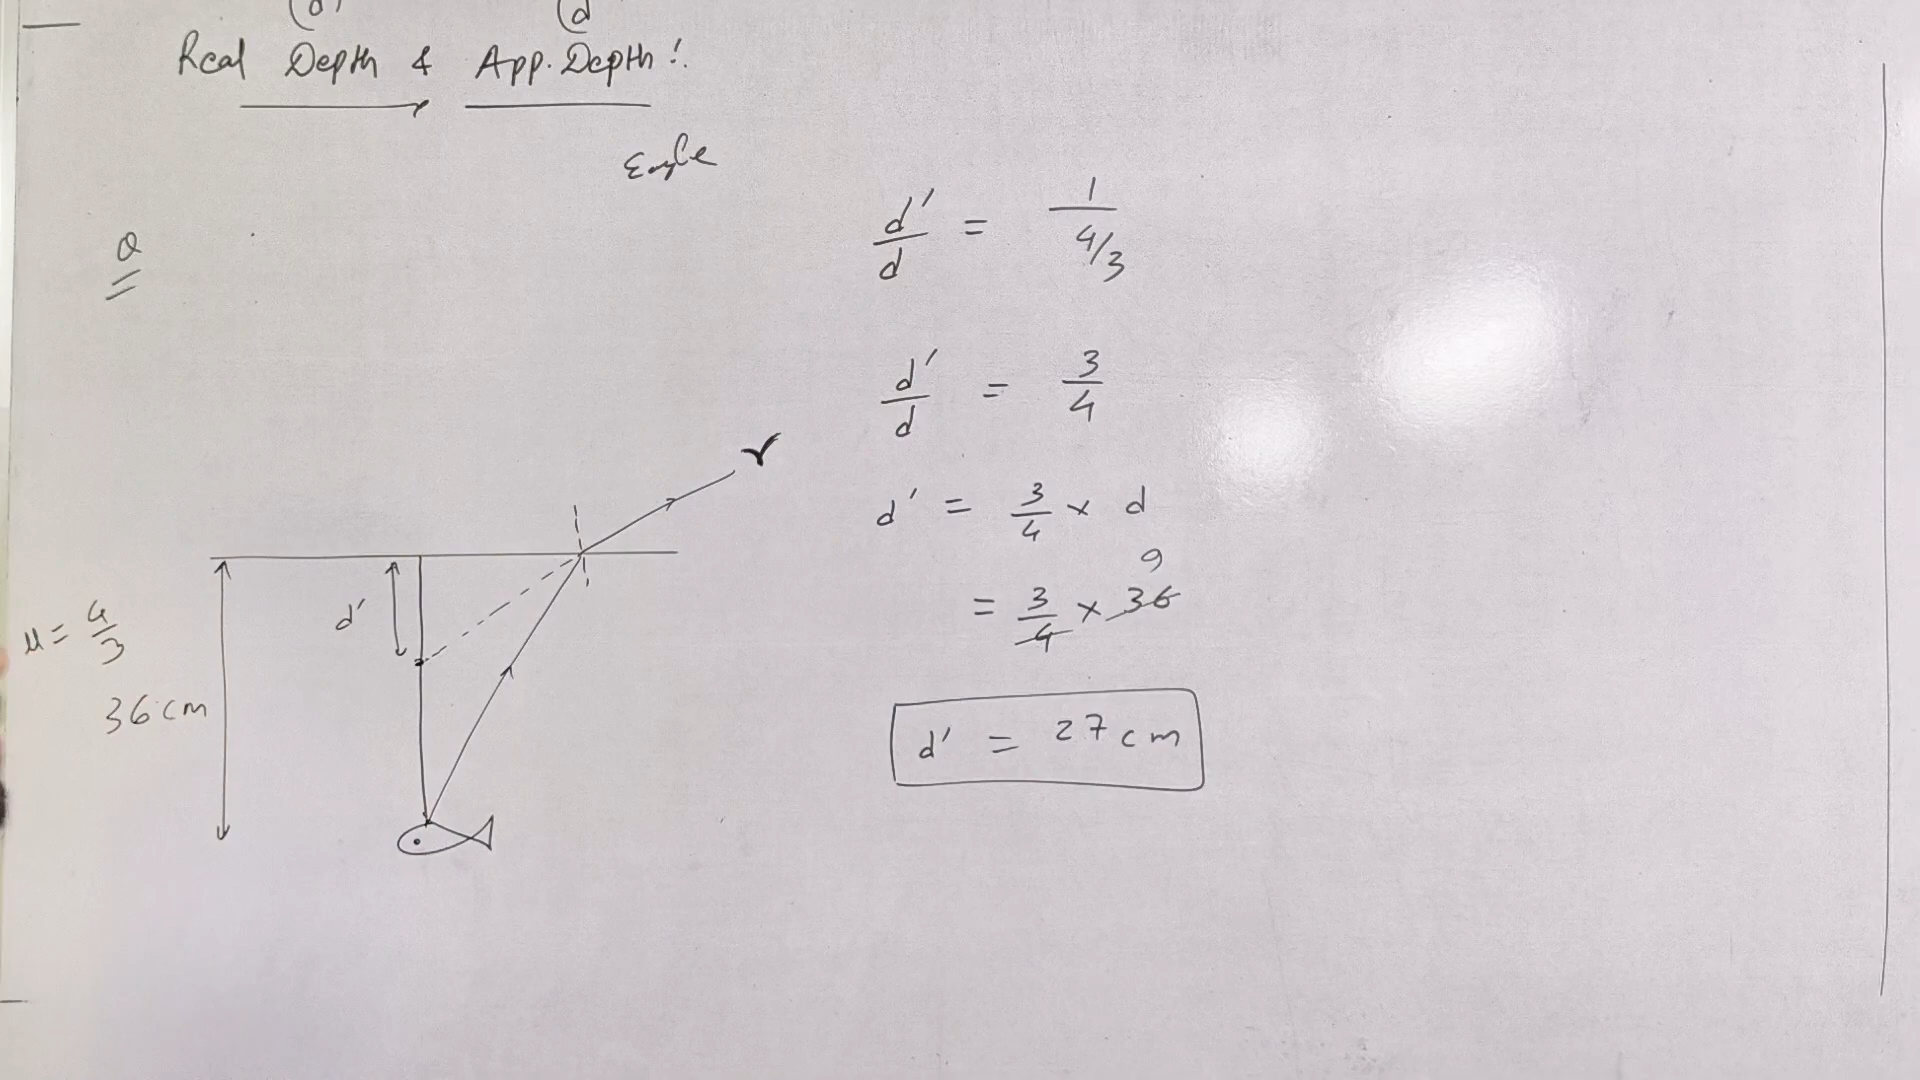 (d)
(d
Real Depth & App. Depth :
Eagle
Q
d'/d = 1/(4/3)
d'/d = 3/4
d' = 3/4 × d
9
= 3/4 × 36
d' = 27 cm
d'
μ = 4/3
36 cm